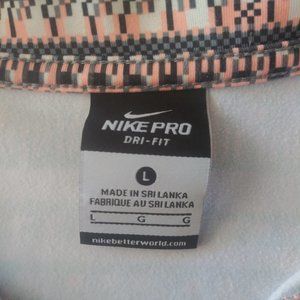 NIKE PRO
DRI-FIT
L
MADE IN SRI LANKA
FABRIQUE AU SRI LANKA
L G G
nikebetterworld.com